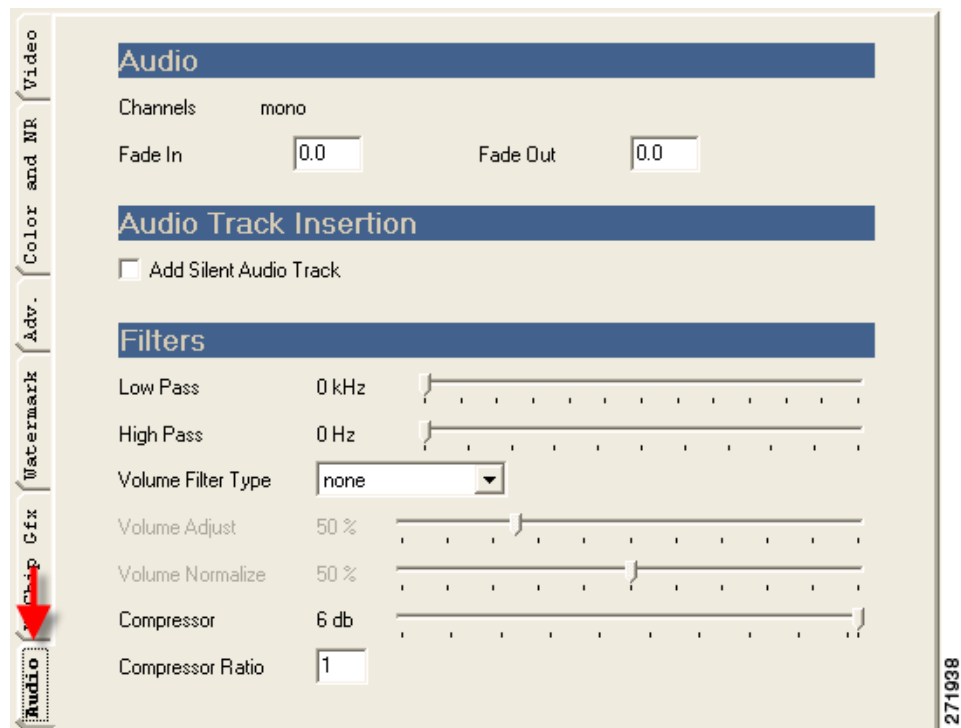 Video
Color and NR
Adv.
Watermark
Gfx
Audio
Audio
Channels mono
Fade In 0.0 Fade Out 0.0
Audio Track Insertion
Add Silent Audio Track
Filters
Low Pass 0 kHz
High Pass 0 Hz
Volume Filter Type none
Volume Adjust 50 %
Volume Normalize 50 %
Compressor 6 db
Compressor Ratio 1
271938